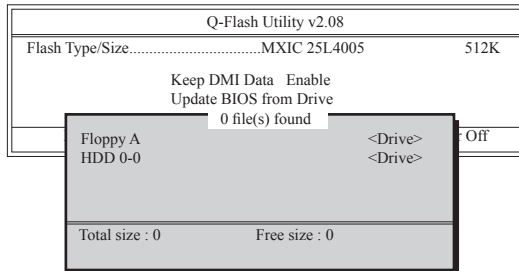 Q-Flash Utility v2.08
Flash Type/Size.................................MXIC 25L4005 512K
Keep DMI Data Enable
Update BIOS from Drive
0 file(s) found
Floppy A <Drive>
HDD 0-0 <Drive>
Off
Total size : 0 Free size : 0